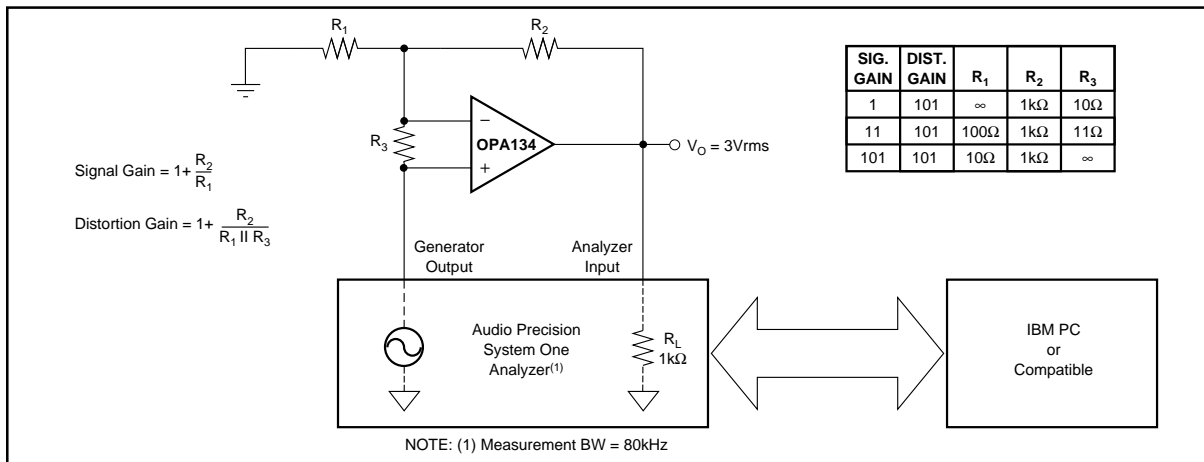 R1
R2
SIG. GAIN DIST. GAIN R1 R2 R3
1 101 ∞ 1kΩ 10Ω
11 101 100Ω 1kΩ 11Ω
101 101 10Ω 1kΩ ∞
R3
−
+
OPA134
VO = 3Vrms
Signal Gain = 1+ R2
R1
Distortion Gain = 1+ R2
R1 II R3
Generator
Output
Analyzer
Input
Audio Precision
System One
Analyzer(1)
RL
1kΩ
IBM PC
or
Compatible
NOTE: (1) Measurement BW = 80kHz